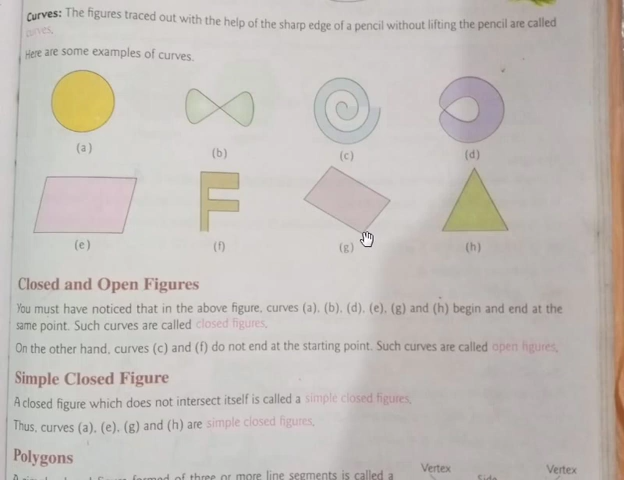 Curves: The figures traced out with the help of the sharp edge of a pencil without lifting the pencil are called
curves.
Here are some examples of curves.
(a) (b) (c) (d)
(e) (f) (g) (h)
Closed and Open Figures
You must have noticed that in the above figure, curves (a), (b), (d), (e), (g) and (h) begin and end at the
same point. Such curves are called closed figures.
On the other hand, curves (c) and (f) do not end at the starting point. Such curves are called open figures.
Simple Closed Figure
A closed figure which does not intersect itself is called a simple closed figures.
Thus, curves (a), (e), (g) and (h) are simple closed figures.
Polygons
Vertex Vertex
figure formed of three or more line segments is called a Side